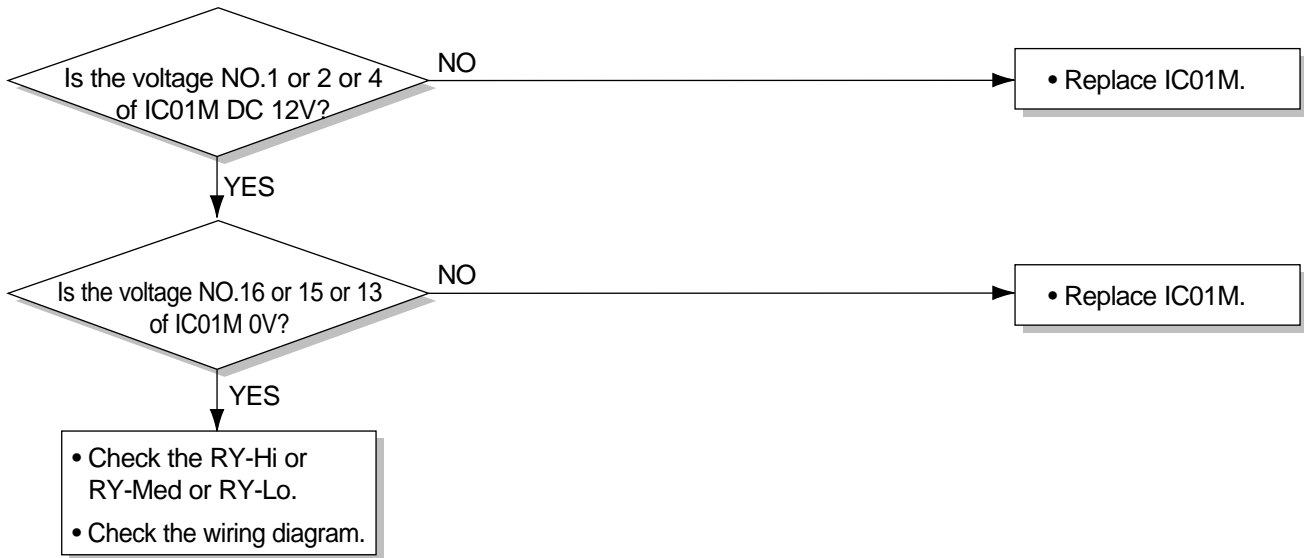 Is the voltage NO.1 or 2 or 4
of IC01M DC 12V?
NO
• Replace IC01M.
YES
Is the voltage NO.16 or 15 or 13
of IC01M 0V?
NO
• Replace IC01M.
YES
• Check the RY-Hi or
RY-Med or RY-Lo.
• Check the wiring diagram.